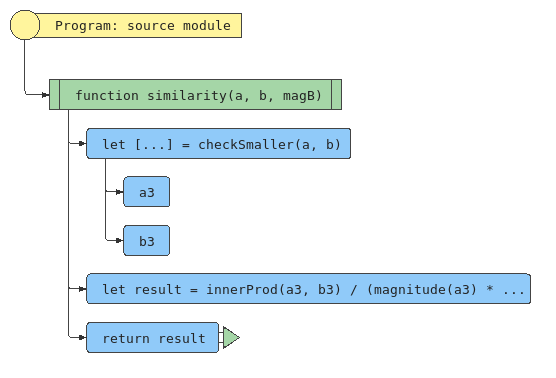 Program: source module
function similarity(a, b, magB)
let [...] = checkSmaller(a, b)
a3
b3
let result = innerProd(a3, b3) / (magnitude(a3) * ...
return result